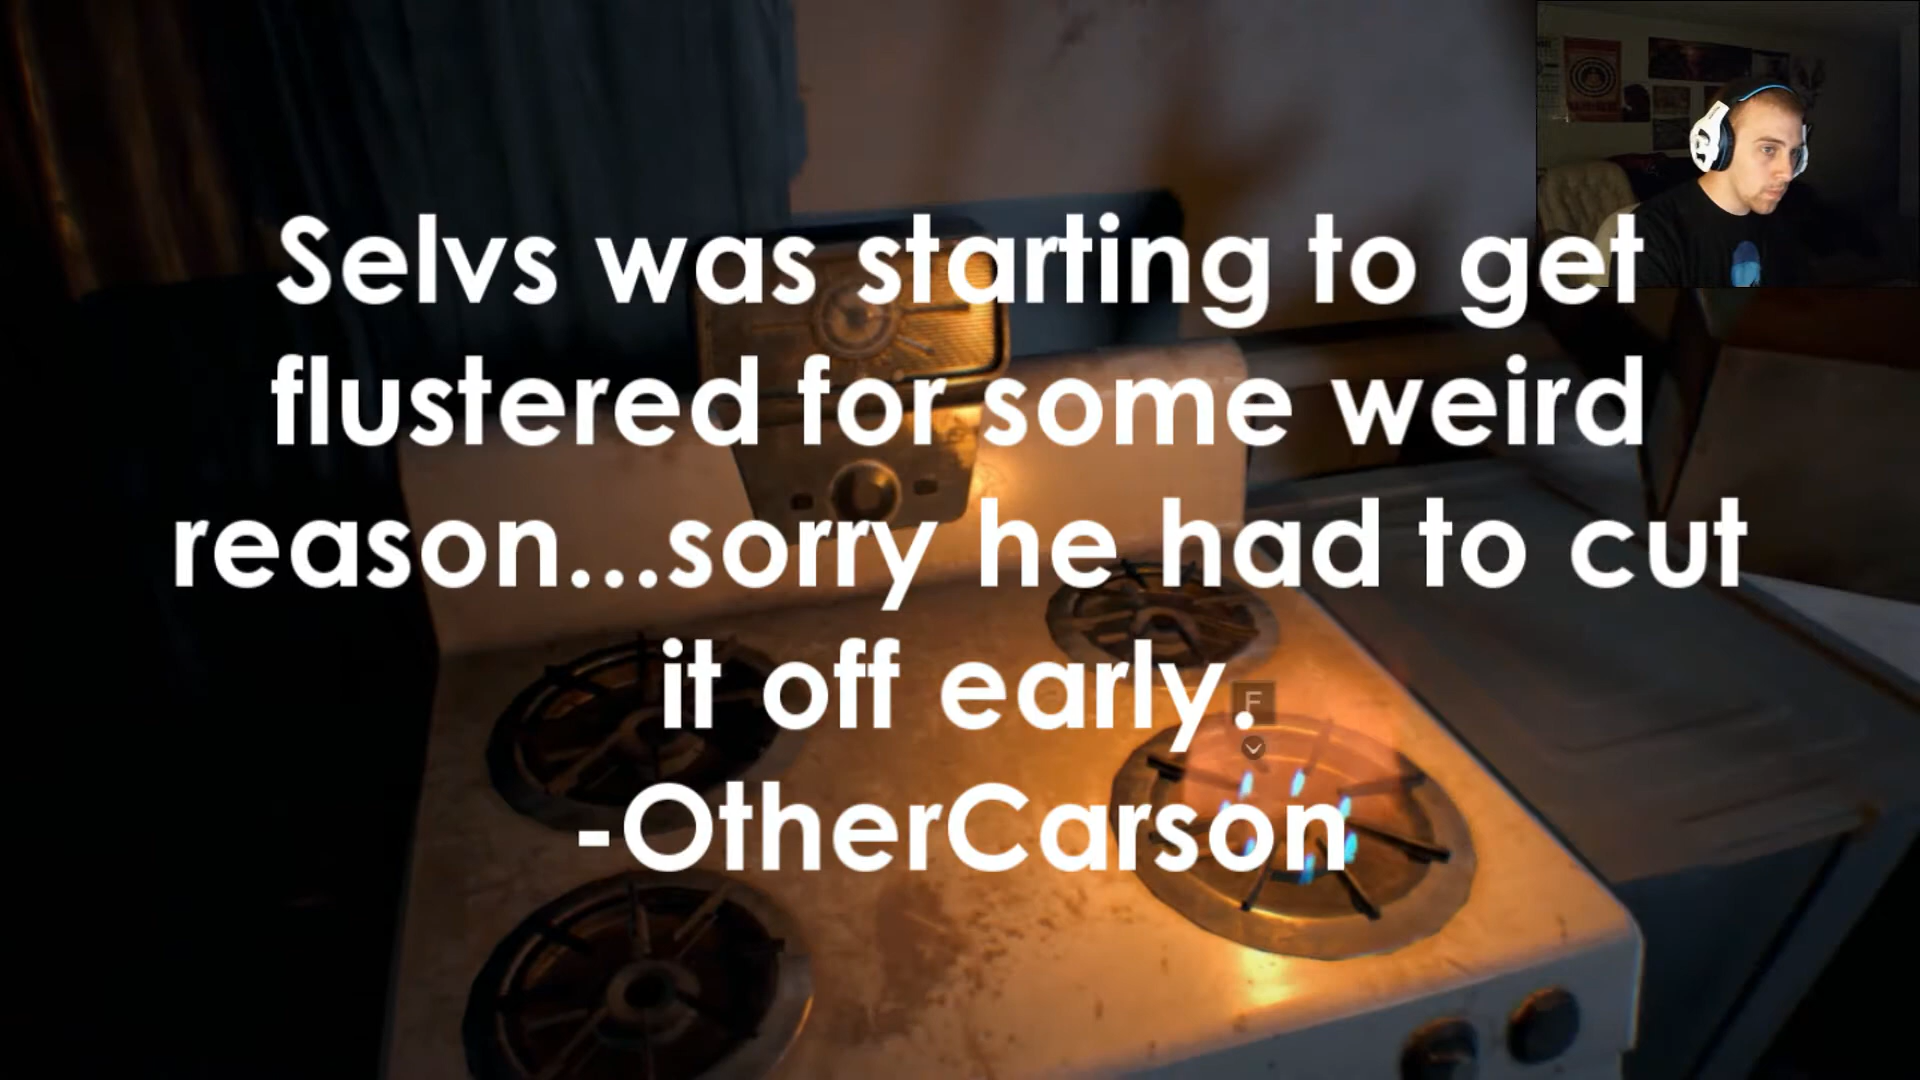 Selvs was starting to get
flustered for some weird
reason...sorry he had to cut
it off early.
F
-OtherCarson